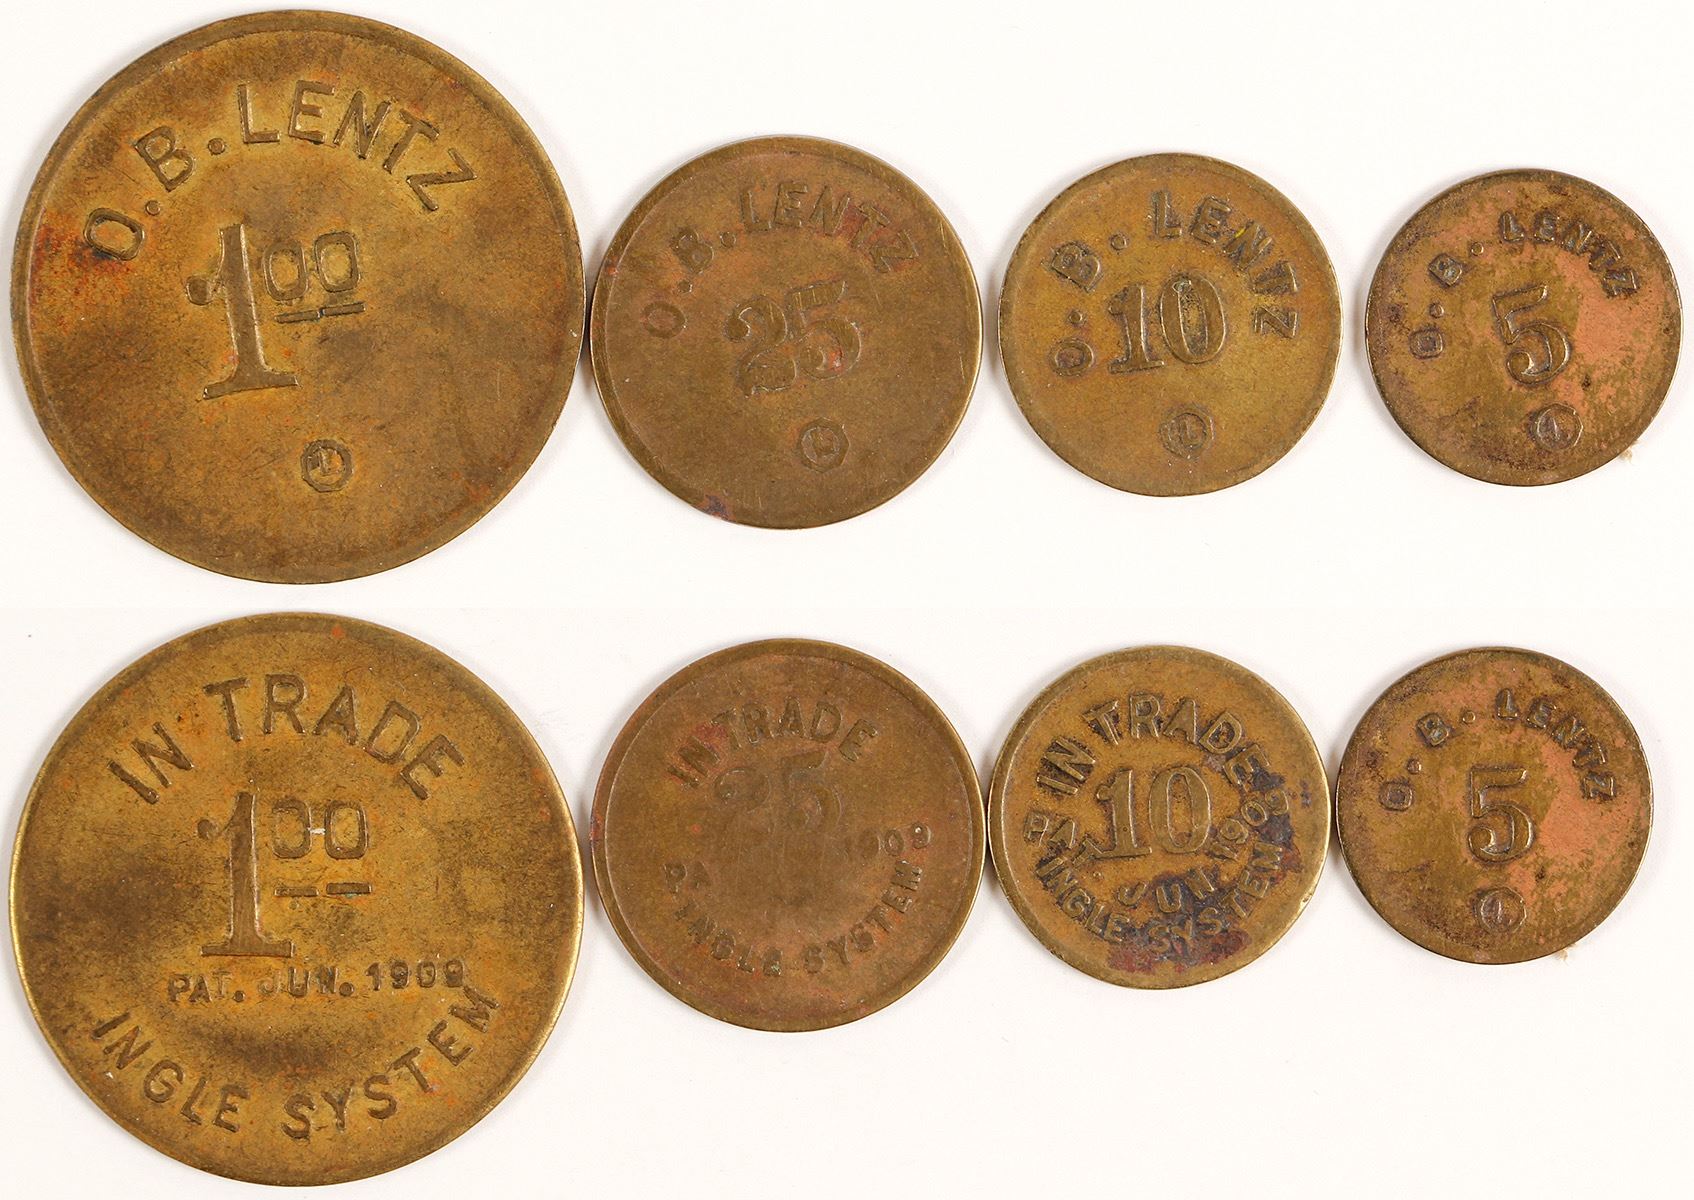 O. B. LENTZ
1 00
L
O. B. LENTZ
25
L
O. B. LENTZ
10
L
O. B. LENTZ
5
IN TRADE
1 00
PAT. JUN. 1909
INGLE SYSTEM
IN TRADE
25
PA 1909
INGLE SYSTEM
IN TRADE
10
PAT. JUN. 1909
INGLE SYSTEM
O. B. LENTZ
5